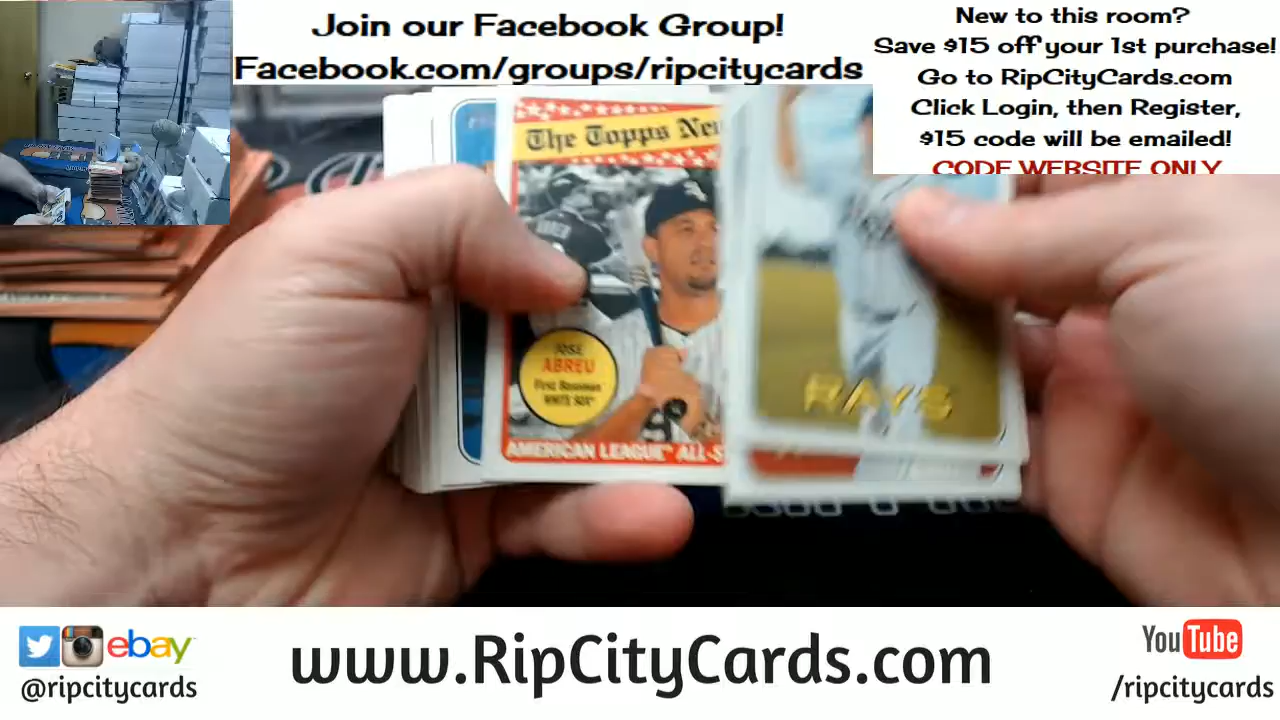 Join our Facebook Group!
Facebook.com/groups/ripcitycards
New to this room?
Save $15 off your 1st purchase!
Go to RipCityCards.com
Click Login, then Register,
$15 code will be emailed!
CODE WEBSITE ONLY
The Topps New
JOSE
ABREU
First Baseman
WHITE SOX
AMERICAN LEAGUE ALL-S
RAYS
ebay
@ripcitycards
www.RipCityCards.com
YouTube
/ripcitycards